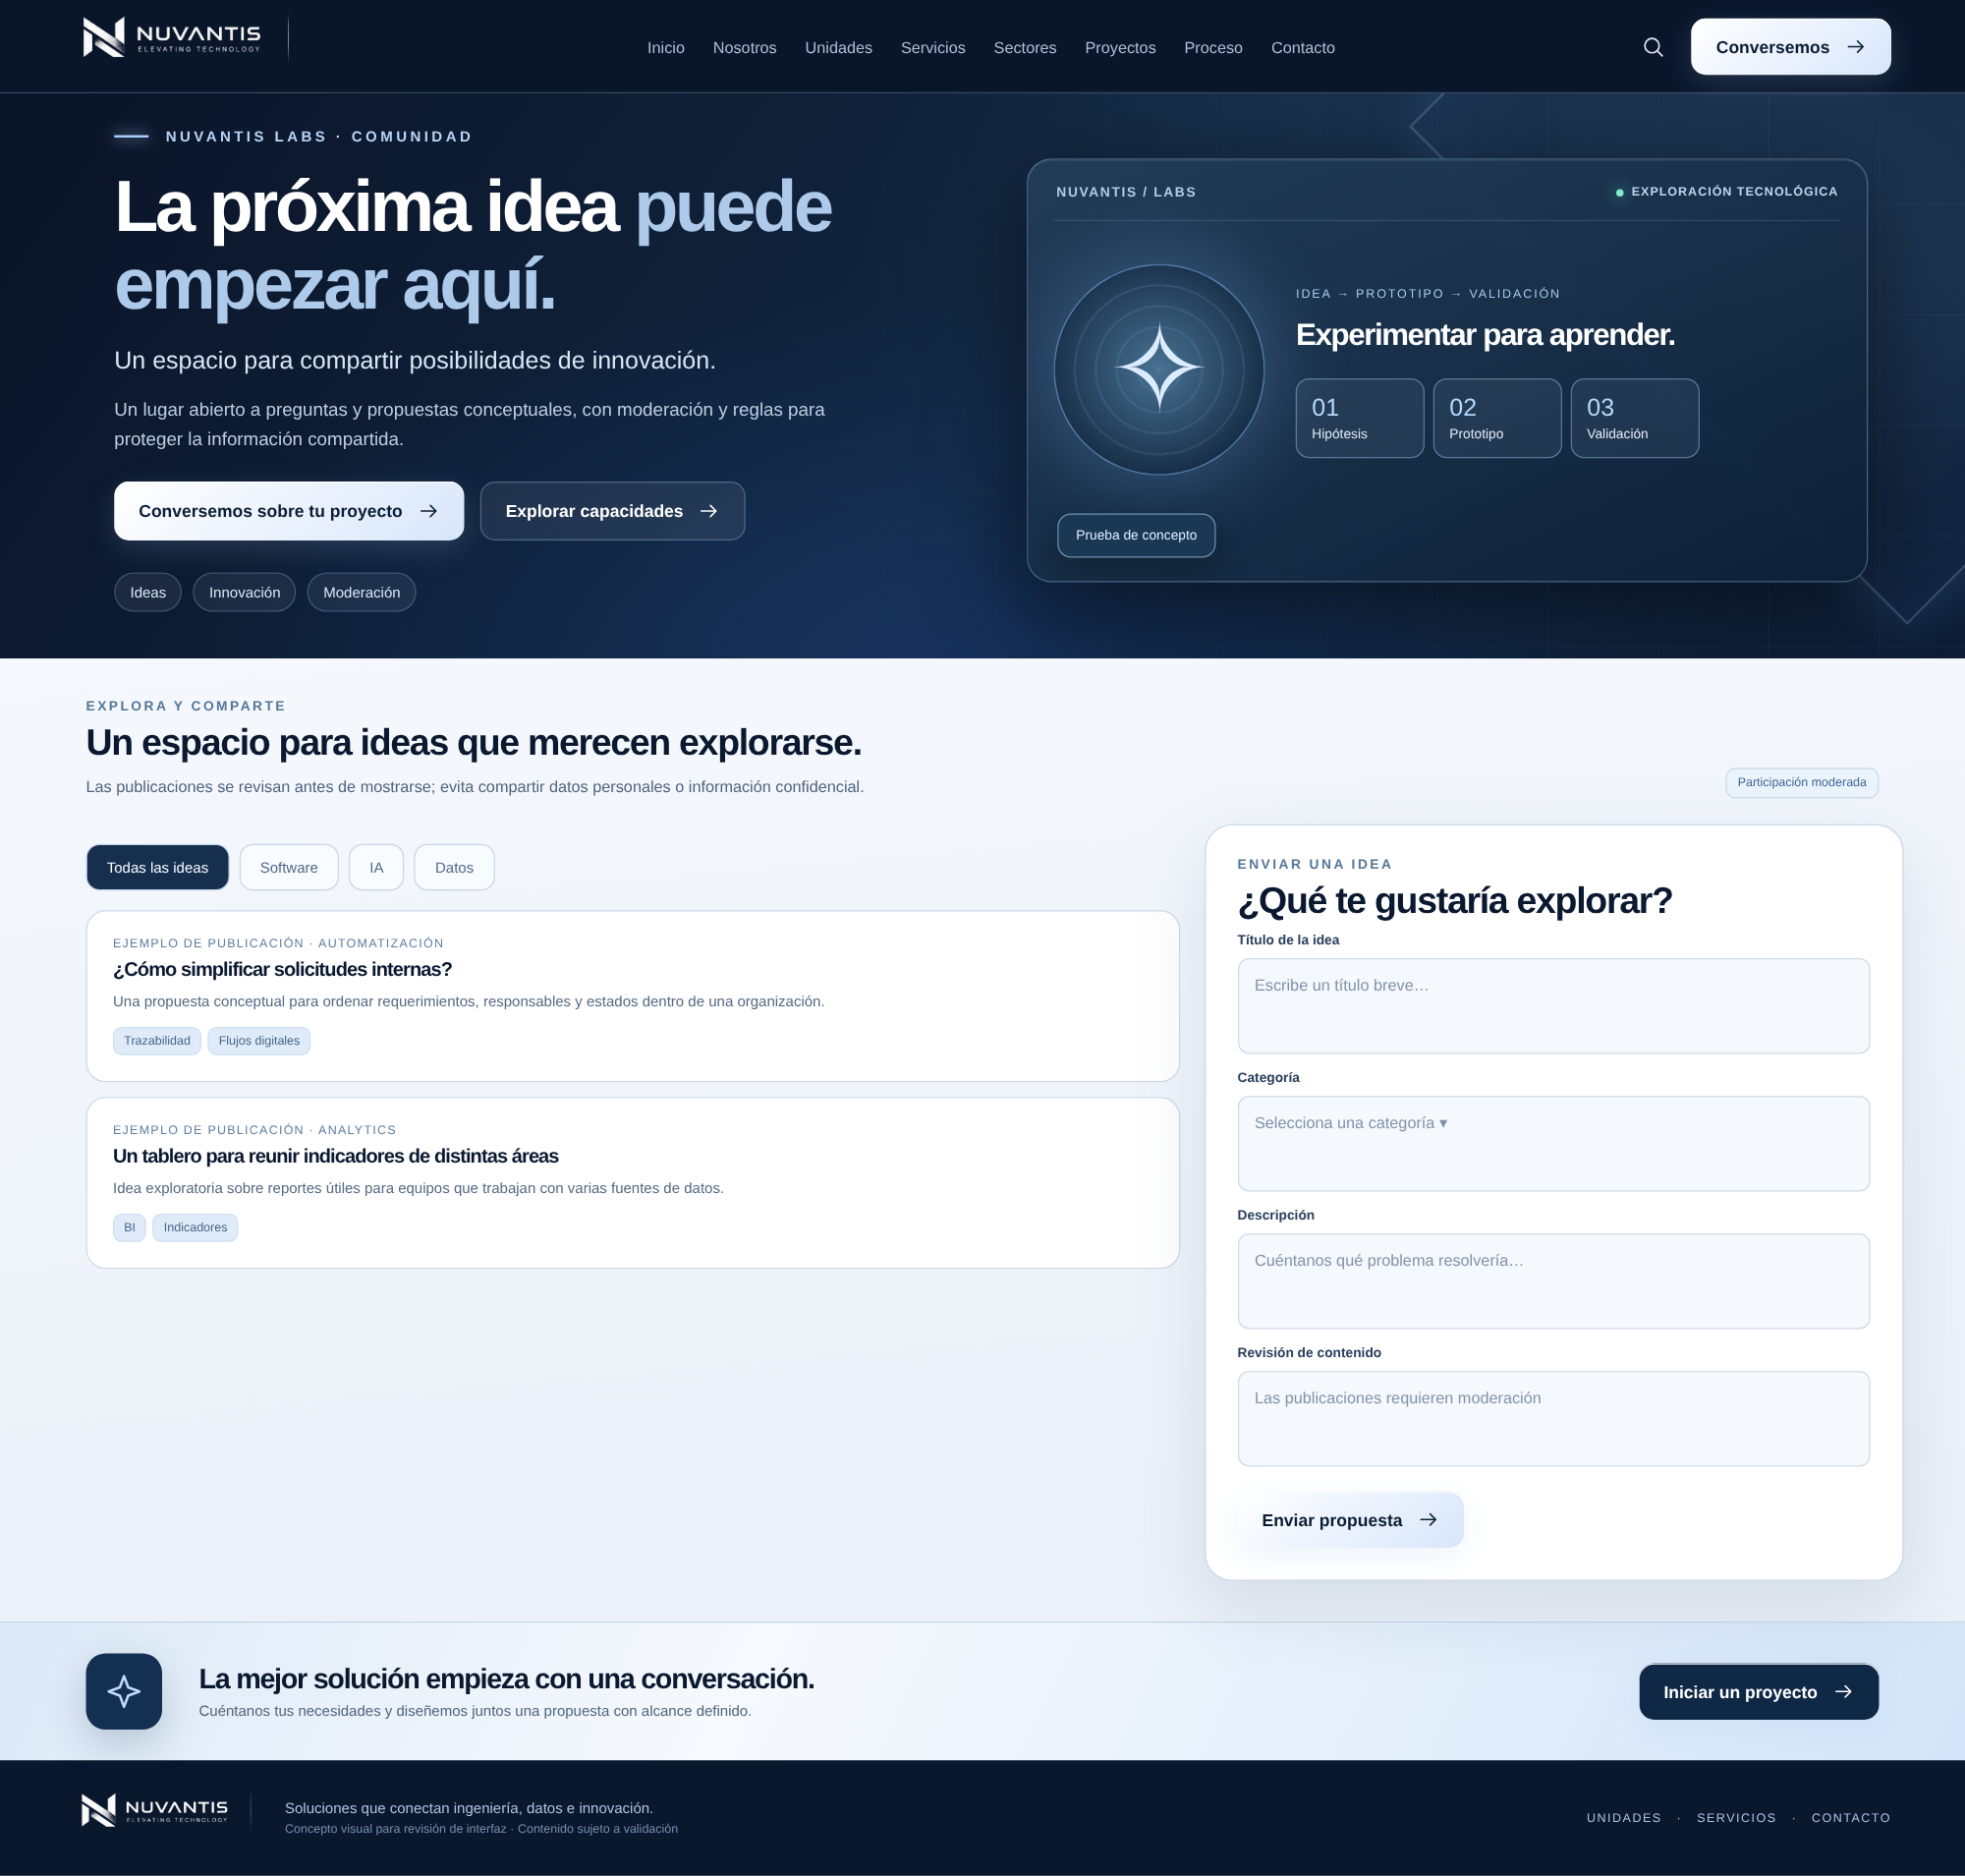 NUVANTIS
ELEVATING TECHNOLOGY
Inicio Nosotros Unidades Servicios Sectores Proyectos Proceso Contacto
Conversemos →
NUVANTIS LABS · COMUNIDAD
La próxima idea puede
empezar aquí.
Un espacio para compartir posibilidades de innovación.
Un lugar abierto a preguntas y propuestas conceptuales, con moderación y reglas para
proteger la información compartida.
Conversemos sobre tu proyecto →
Explorar capacidades →
Ideas Innovación Moderación
NUVANTIS / LABS
EXPLORACIÓN TECNOLÓGICA
IDEA → PROTOTIPO → VALIDACIÓN
Experimentar para aprender.
01 02 03
Hipótesis Prototipo Validación
Prueba de concepto
EXPLORA Y COMPARTE
Un espacio para ideas que merecen explorarse.
Las publicaciones se revisan antes de mostrarse; evita compartir datos personales o información confidencial.
Participación moderada
Todas las ideas Software IA Datos
EJEMPLO DE PUBLICACIÓN · AUTOMATIZACIÓN
¿Cómo simplificar solicitudes internas?
Una propuesta conceptual para ordenar requerimientos, responsables y estados dentro de una organización.
Trazabilidad Flujos digitales
EJEMPLO DE PUBLICACIÓN · ANALYTICS
Un tablero para reunir indicadores de distintas áreas
Idea exploratoria sobre reportes útiles para equipos que trabajan con varias fuentes de datos.
BI Indicadores
ENVIAR UNA IDEA
¿Qué te gustaría explorar?
Título de la idea
Escribe un título breve…
Categoría
Selecciona una categoría ▾
Descripción
Cuéntanos qué problema resolvería…
Revisión de contenido
Las publicaciones requieren moderación
Enviar propuesta →
La mejor solución empieza con una conversación.
Cuéntanos tus necesidades y diseñemos juntos una propuesta con alcance definido.
Iniciar un proyecto →
NUVANTIS
ELEVATING TECHNOLOGY
Soluciones que conectan ingeniería, datos e innovación.
Concepto visual para revisión de interfaz · Contenido sujeto a validación
UNIDADES · SERVICIOS · CONTACTO